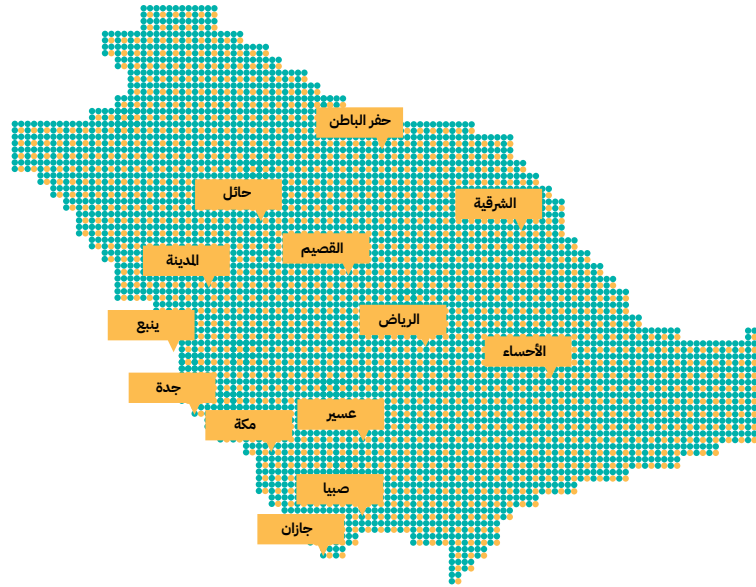 حفر الباطن
حائل
الشرقية
القصيم
المدينة
الرياض
ينبع
الأحساء
جدة
عسير
مكة
صبيا
جازان